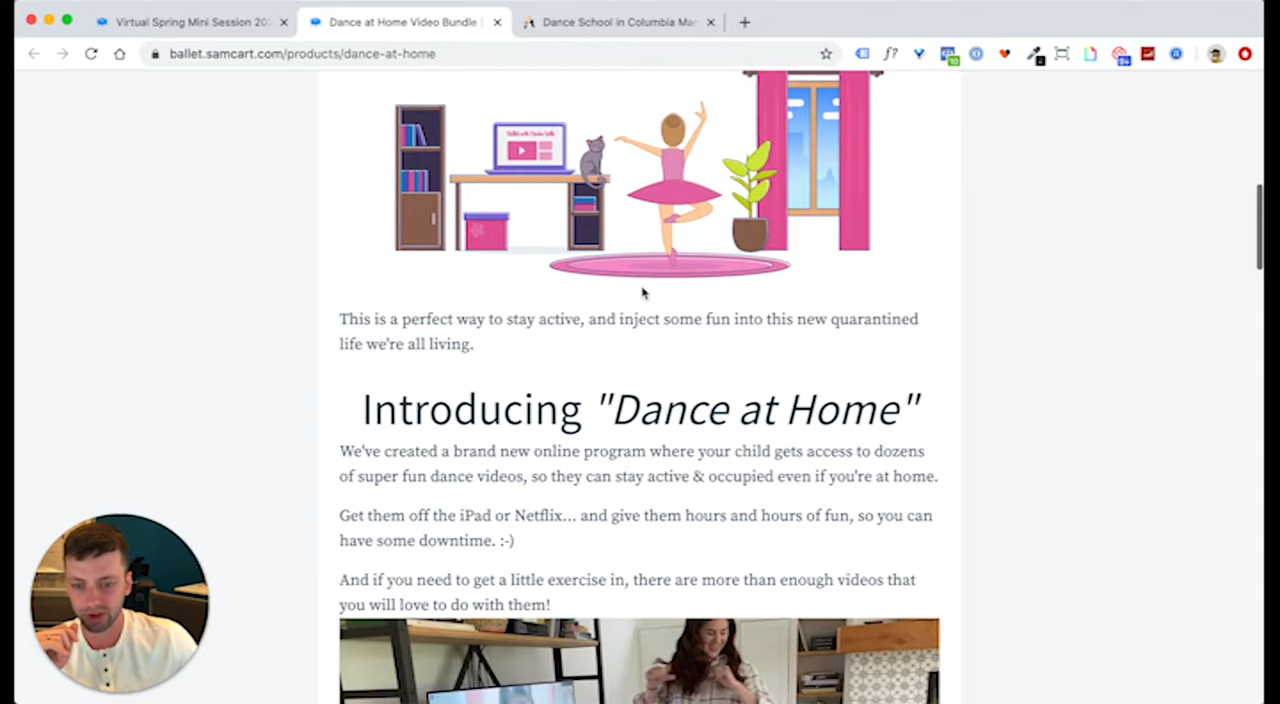 Virtual Spring Mini Session 20
Dance at Home Video Bundle
Dance School in Columbia Mar
ballet.samcart.com/products/dance-at-home
f?
10
9+
This is a perfect way to stay active, and inject some fun into this new quarantined
life we're all living.
Introducing "Dance at Home"
We've created a brand new online program where your child gets access to dozens
of super fun dance videos, so they can stay active & occupied even if you're at home.
Get them off the iPad or Netflix... and give them hours and hours of fun, so you can
have some downtime. :-)
And if you need to get a little exercise in, there are more than enough videos that
you will love to do with them!